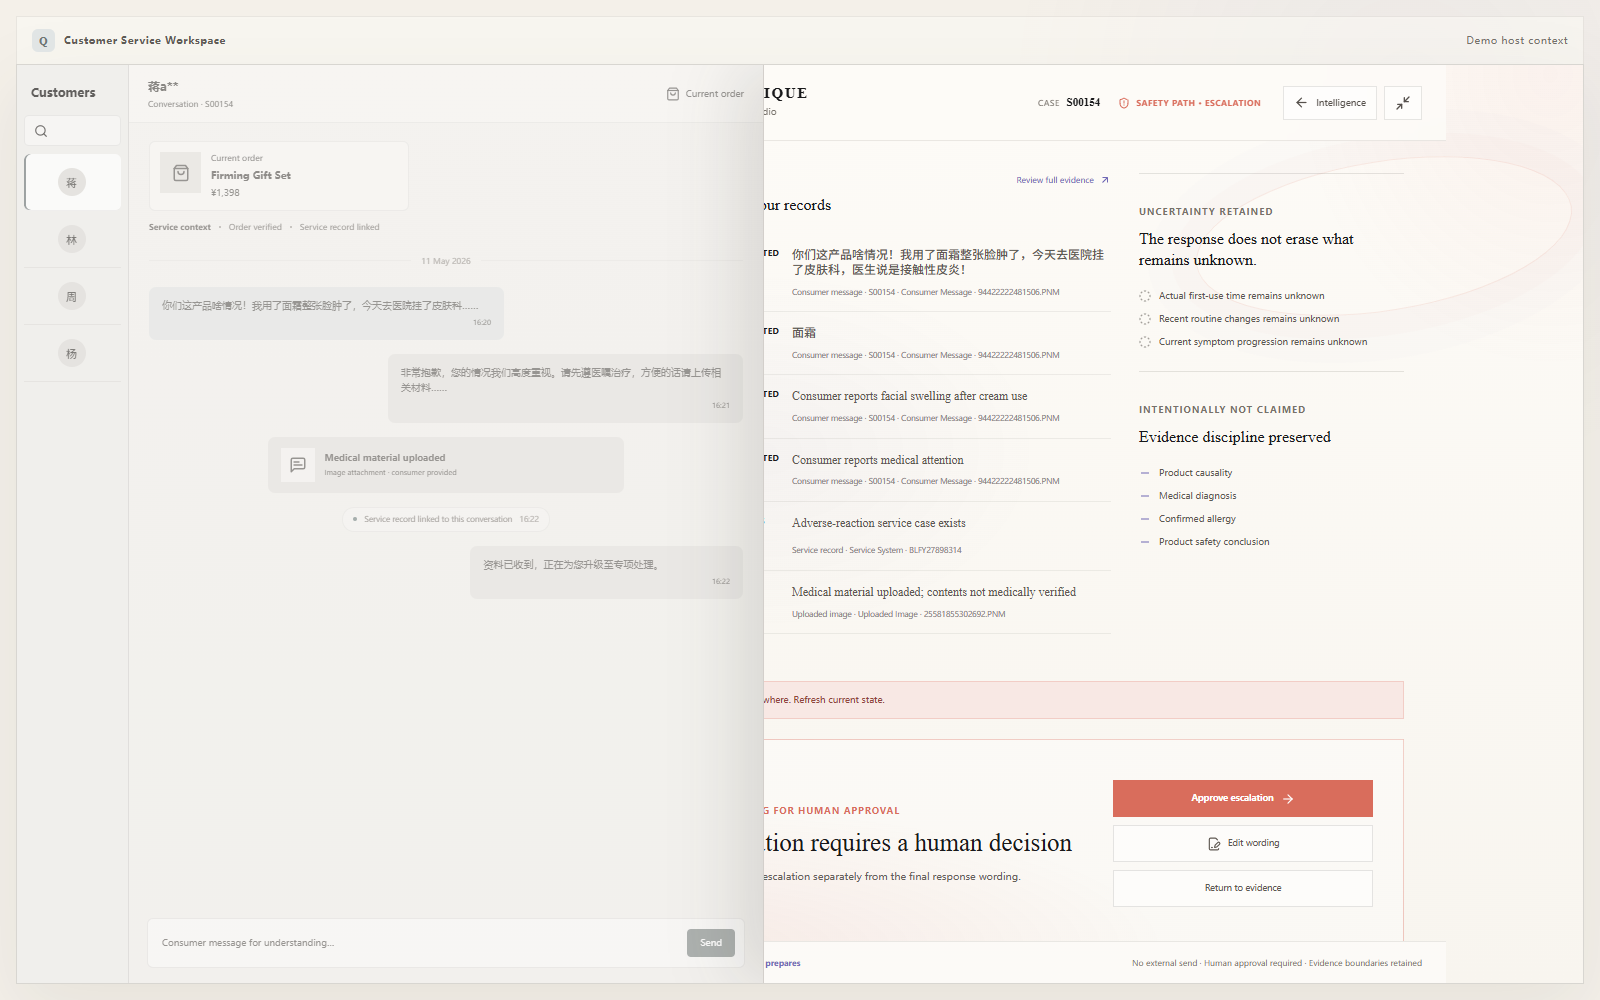 Q
Customer Service Workspace
Demo host context
Customers
蒋
林
周
杨
蒋a**
Conversation · S00154
Current order
Current order
Firming Gift Set
¥1,398
Service context · Order verified · Service record linked
11 May 2026
你们这产品啥情况！我用了面霜整张脸肿了，今天去医院挂了皮肤科……
16:20
非常抱歉，您的情况我们高度重视。请先遵医嘱治疗，方便的话请上传相
关材料……
16:21
Medical material uploaded
Image attachment · consumer provided
Service record linked to this conversation 16:22
资料已收到，正在为您升级至专项处理。
16:22
Consumer message for understanding...
Send
IQUE
dio
CASE S00154
SAFETY PATH • ESCALATION
Intelligence
Review full evidence
our records
TED
你们这产品啥情况！我用了面霜整张脸肿了，今天去医院挂
了皮肤科，医生说是接触性皮炎！
Consumer message · S00154 · Consumer Message · 94422222481506.PNM
TED
面霜
Consumer message · S00154 · Consumer Message · 94422222481506.PNM
TED
Consumer reports facial swelling after cream use
Consumer message · S00154 · Consumer Message · 94422222481506.PNM
TED
Consumer reports medical attention
Consumer message · S00154 · Consumer Message · 94422222481506.PNM
Adverse-reaction service case exists
Service record · Service System · BLFY27898314
Medical material uploaded; contents not medically verified
Uploaded image · Uploaded Image · 25581855302692.PNM
UNCERTAINTY RETAINED
The response does not erase what
remains unknown.
Actual first-use time remains unknown
Recent routine changes remains unknown
Current symptom progression remains unknown
INTENTIONALLY NOT CLAIMED
Evidence discipline preserved
Product causality
Medical diagnosis
Confirmed allergy
Product safety conclusion
where. Refresh current state.
G FOR HUMAN APPROVAL
tion requires a human decision
escalation separately from the final response wording.
Approve escalation
Edit wording
Return to evidence
prepares
No external send · Human approval required · Evidence boundaries retained